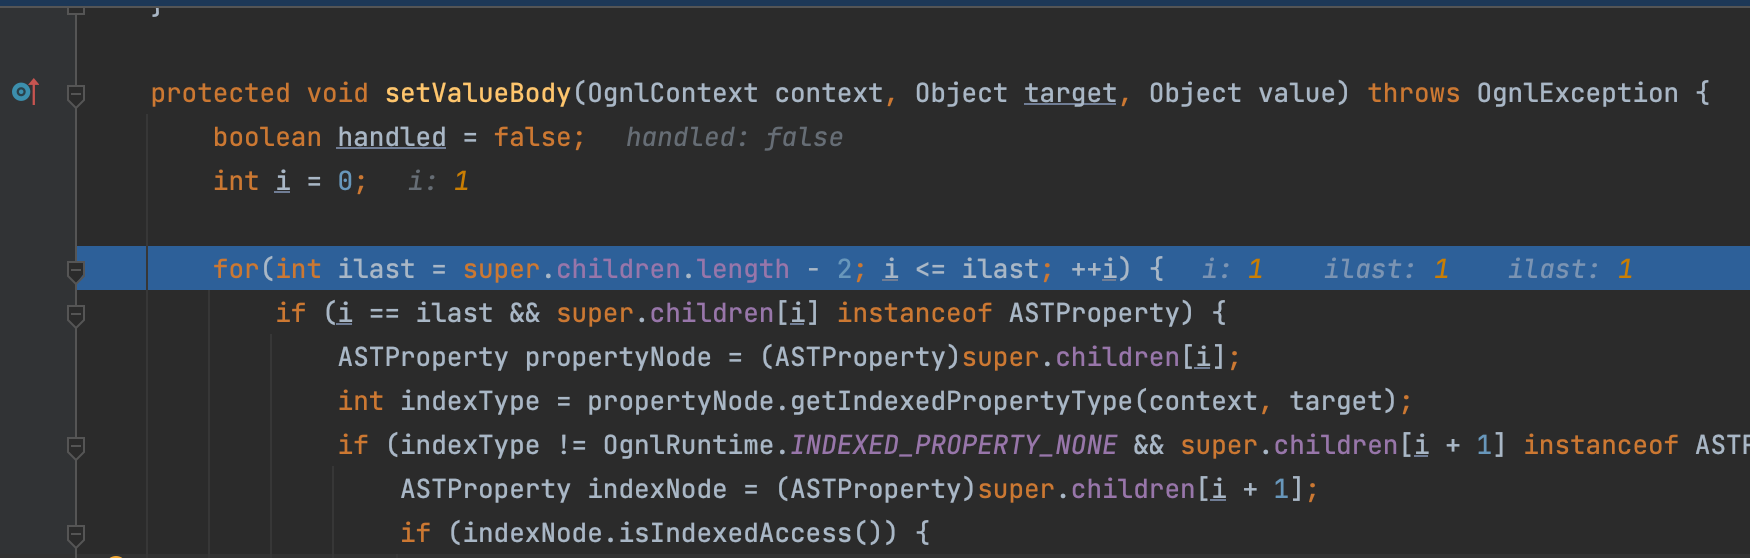 }
protected void setValueBody(OgnlContext context, Object target, Object value) throws OgnlException {
boolean handled = false; handled: false
int i = 0; i: 1
for(int ilast = super.children.length - 2; i <= ilast; ++i) { i: 1 ilast: 1 ilast: 1
if (i == ilast && super.children[i] instanceof ASTProperty) {
ASTProperty propertyNode = (ASTProperty)super.children[i];
int indexType = propertyNode.getIndexedPropertyType(context, target);
if (indexType != OgnlRuntime.INDEXED_PROPERTY_NONE && super.children[i + 1] instanceof AST
ASTProperty indexNode = (ASTProperty)super.children[i + 1];
if (indexNode.isIndexedAccess()) {